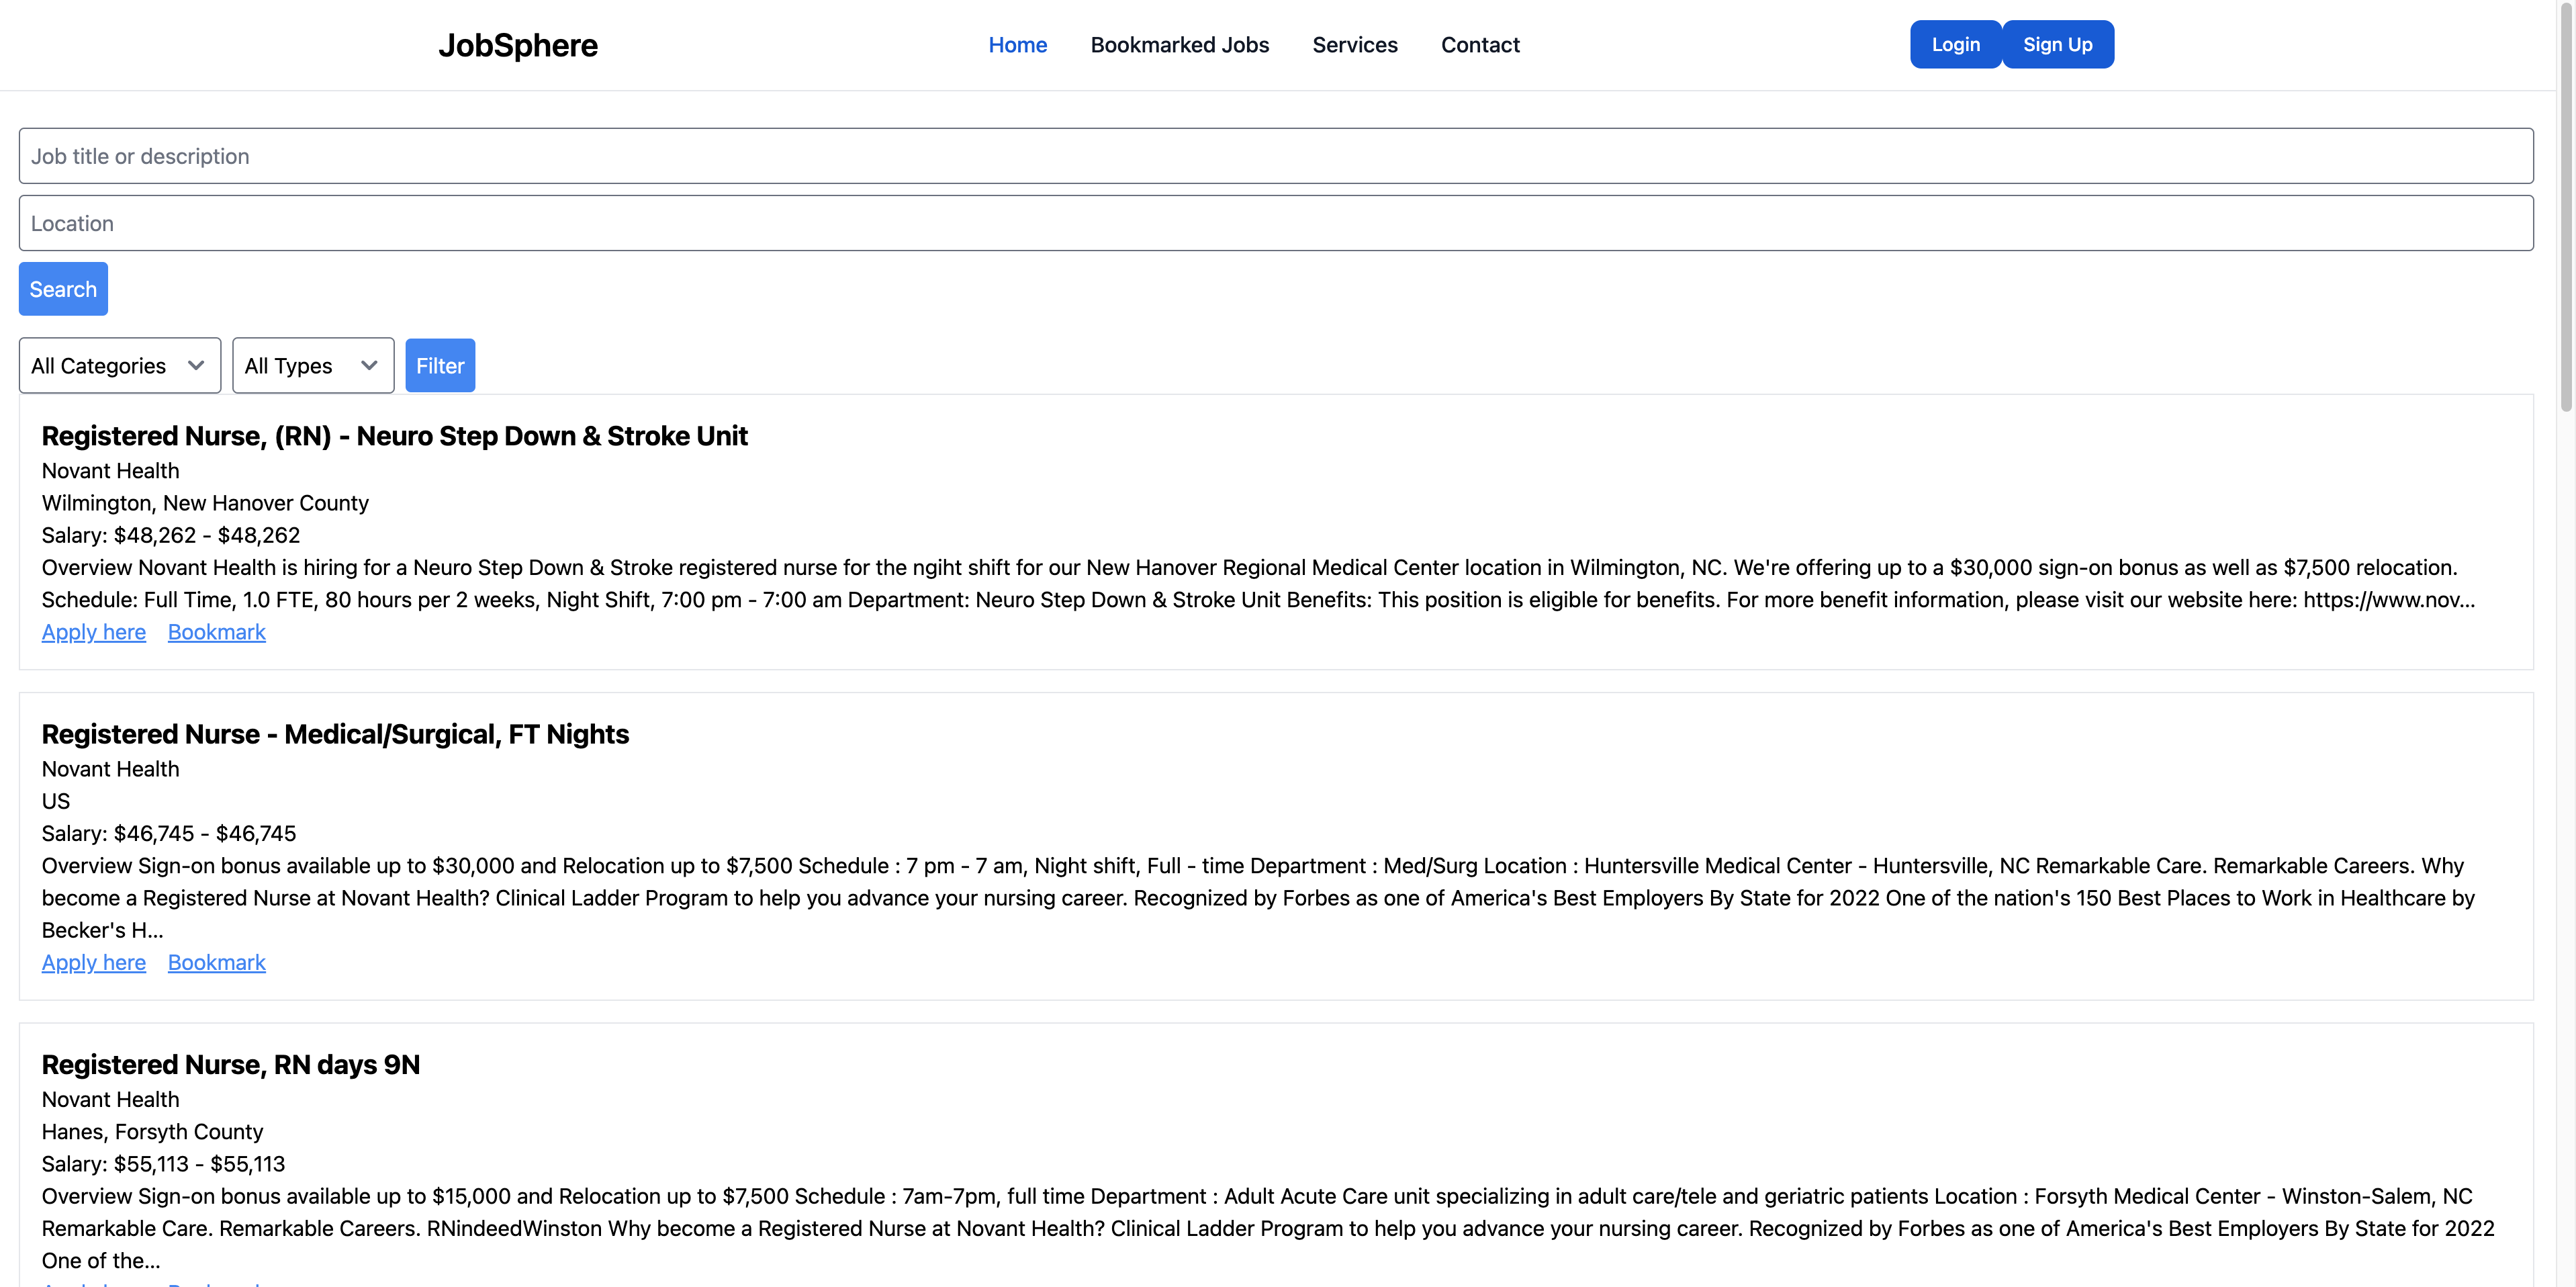 JobSphere
Home
Bookmarked Jobs
Services
Contact
Login
Sign Up
Job title or description
Location
Search
All Categories
All Types
Filter
Registered Nurse, (RN) - Neuro Step Down & Stroke Unit
Novant Health
Wilmington, New Hanover County
Salary: $48,262 - $48,262
Overview Novant Health is hiring for a Neuro Step Down & Stroke registered nurse for the ngiht shift for our New Hanover Regional Medical Center location in Wilmington, NC. We're offering up to a $30,000 sign-on bonus as well as $7,500 relocation.
Schedule: Full Time, 1.0 FTE, 80 hours per 2 weeks, Night Shift, 7:00 pm - 7:00 am Department: Neuro Step Down & Stroke Unit Benefits: This position is eligible for benefits. For more benefit information, please visit our website here: https://www.nov...
Apply here Bookmark
Registered Nurse - Medical/Surgical, FT Nights
Novant Health
US
Salary: $46,745 - $46,745
Overview Sign-on bonus available up to $30,000 and Relocation up to $7,500 Schedule : 7 pm - 7 am, Night shift, Full - time Department : Med/Surg Location : Huntersville Medical Center - Huntersville, NC Remarkable Care. Remarkable Careers. Why
become a Registered Nurse at Novant Health? Clinical Ladder Program to help you advance your nursing career. Recognized by Forbes as one of America's Best Employers By State for 2022 One of the nation's 150 Best Places to Work in Healthcare by
Becker's H...
Apply here Bookmark
Registered Nurse, RN days 9N
Novant Health
Hanes, Forsyth County
Salary: $55,113 - $55,113
Overview Sign-on bonus available up to $15,000 and Relocation up to $7,500 Schedule : 7am-7pm, full time Department : Adult Acute Care unit specializing in adult care/tele and geriatric patients Location : Forsyth Medical Center - Winston-Salem, NC
Remarkable Care. Remarkable Careers. RNindeedWinston Why become a Registered Nurse at Novant Health? Clinical Ladder Program to help you advance your nursing career. Recognized by Forbes as one of America's Best Employers By State for 2022
One of the...